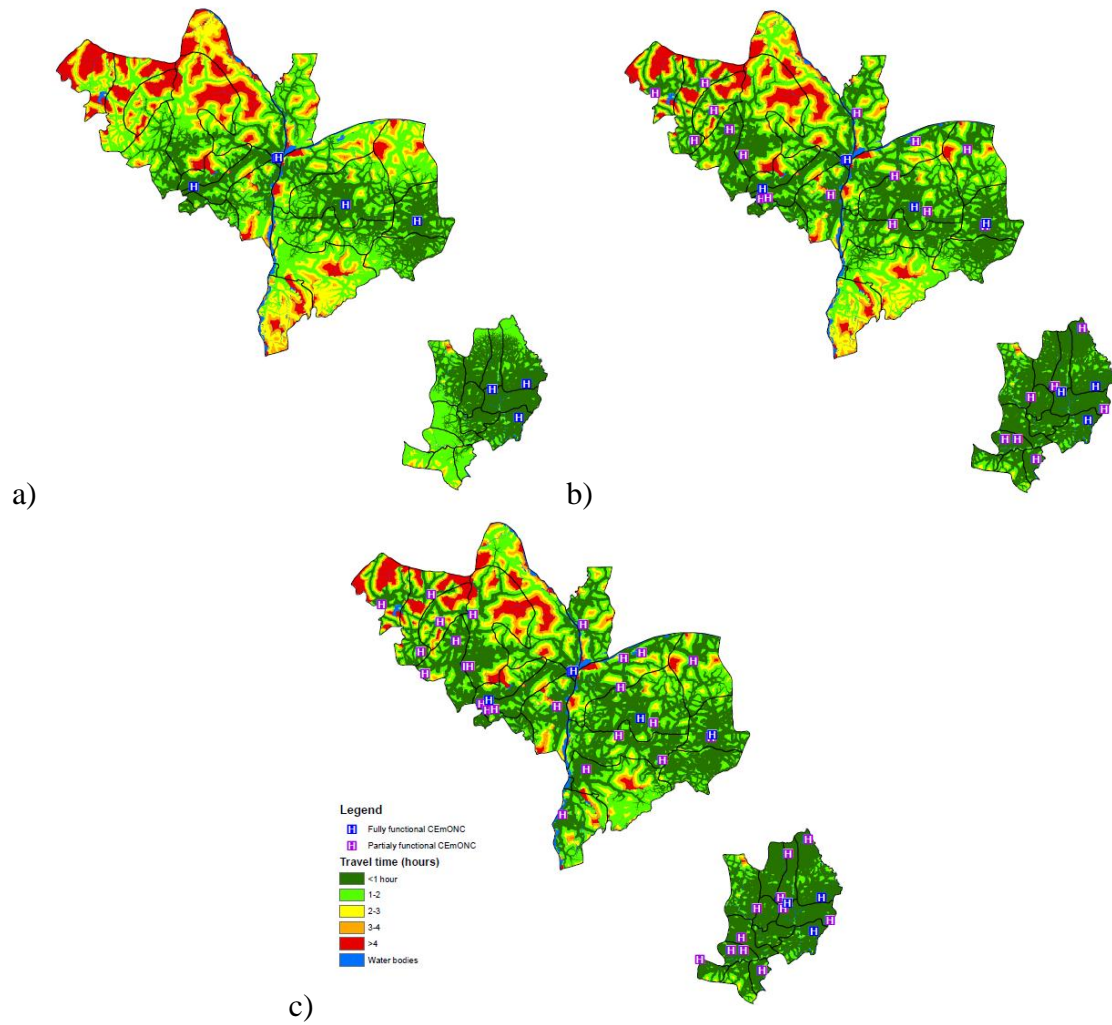 a)
b)
Legend
H Fully functional CEmONC
H Partialy functional CEmONC
Travel time (hours)
<1 hour
1-2
2-3
3-4
>4
Water bodies
c)